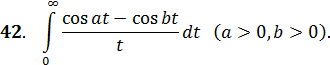 42. ∫₀^∞ (cos at − cos bt)/t dt (a > 0, b > 0).